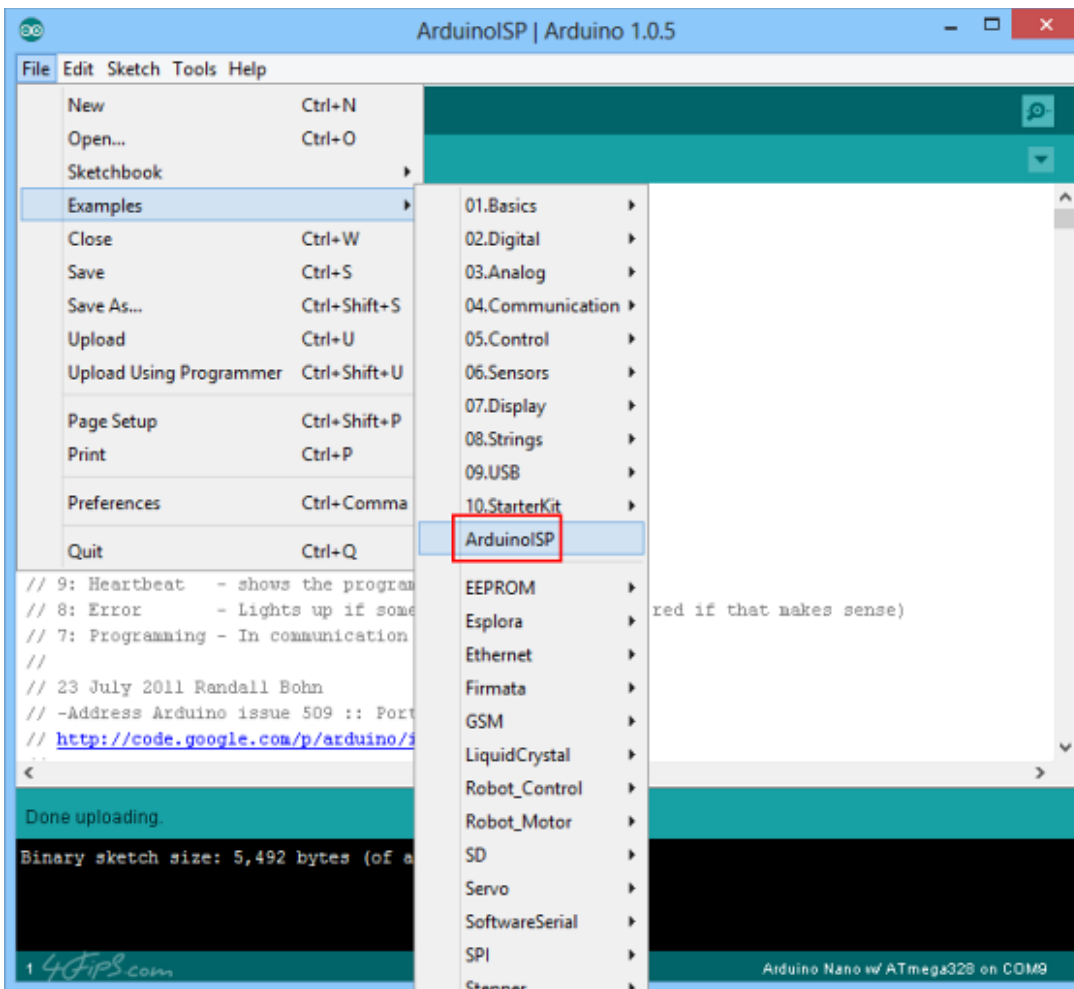 ArduinoISP | Arduino 1.0.5
File Edit Sketch Tools Help
New Ctrl+N
Open... Ctrl+O
Sketchbook
Examples
Close Ctrl+W
Save Ctrl+S
Save As... Ctrl+Shift+S
Upload Ctrl+U
Upload Using Programmer Ctrl+Shift+U
Page Setup Ctrl+Shift+P
Print Ctrl+P
Preferences Ctrl+Comma
Quit Ctrl+Q
01.Basics
02.Digital
03.Analog
04.Communication
05.Control
06.Sensors
07.Display
08.Strings
09.USB
10.StarterKit
ArduinoISP
EEPROM
Esplora
Ethernet
Firmata
GSM
LiquidCrystal
Robot_Control
Robot_Motor
SD
Servo
SoftwareSerial
SPI
Stepper
// 9: Heartbeat - shows the program
// 8: Error - Lights up if some red if that makes sense)
// 7: Programming - In communication
//
// 23 July 2011 Randall Bohn
// -Address Arduino issue 509 :: Port
// http://code.google.com/p/arduino/i
Done uploading.
Binary sketch size: 5,492 bytes (of a
1 4tips.com
Arduino Nano w/ ATmega328 on COM9